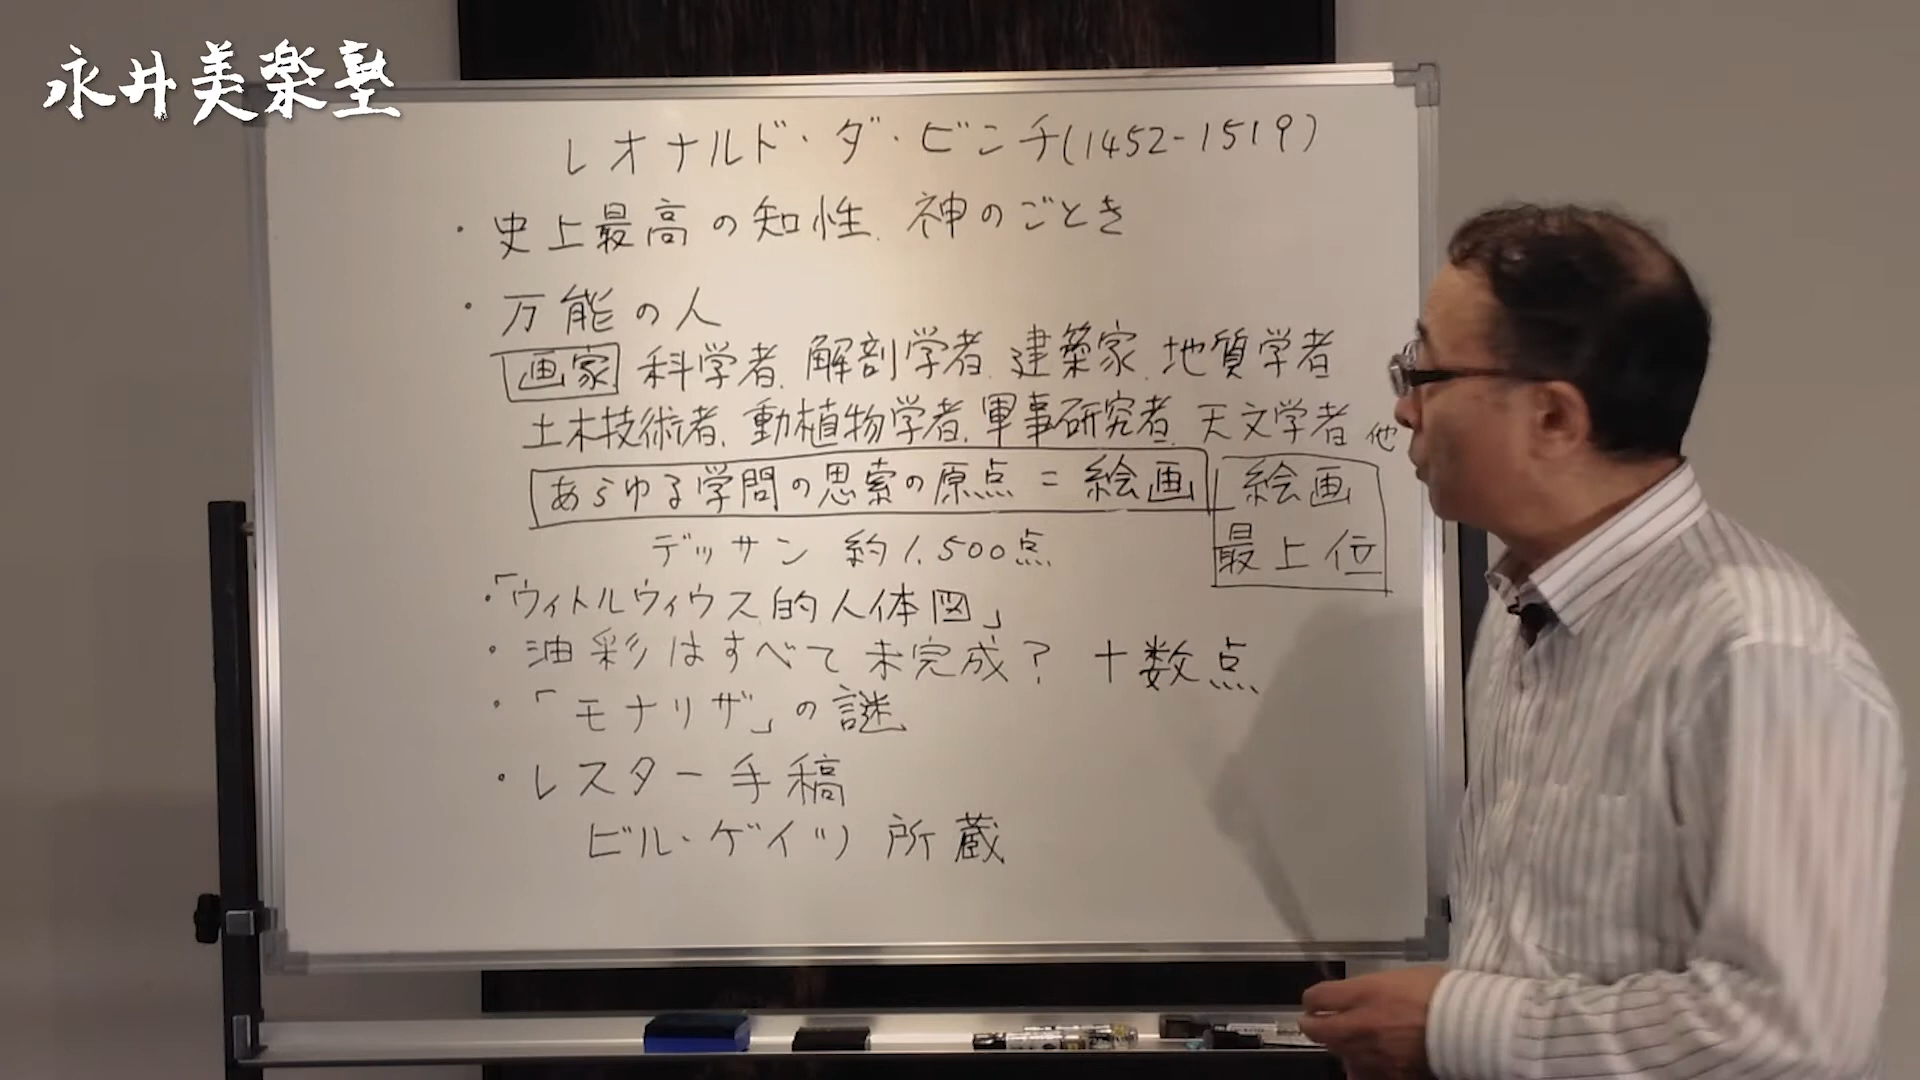 永井美楽塾
レオナルド・ダ・ビンチ(1452-1519)
・史上最高の知性、神のごとき
・万能の人
画家 科学者、解剖学者、建築家、地質学者
土木技術者、動植物学者、軍事研究者、天文学者 他
あらゆる学問の思索の原点=絵画
絵画
最上位
デッサン 約1,500点
・「ウィトルウィウス的人体図」
・油彩はすべて未完成? 十数点
・「モナリザ」の謎
・レスター手稿
ビル・ゲイツ 所蔵